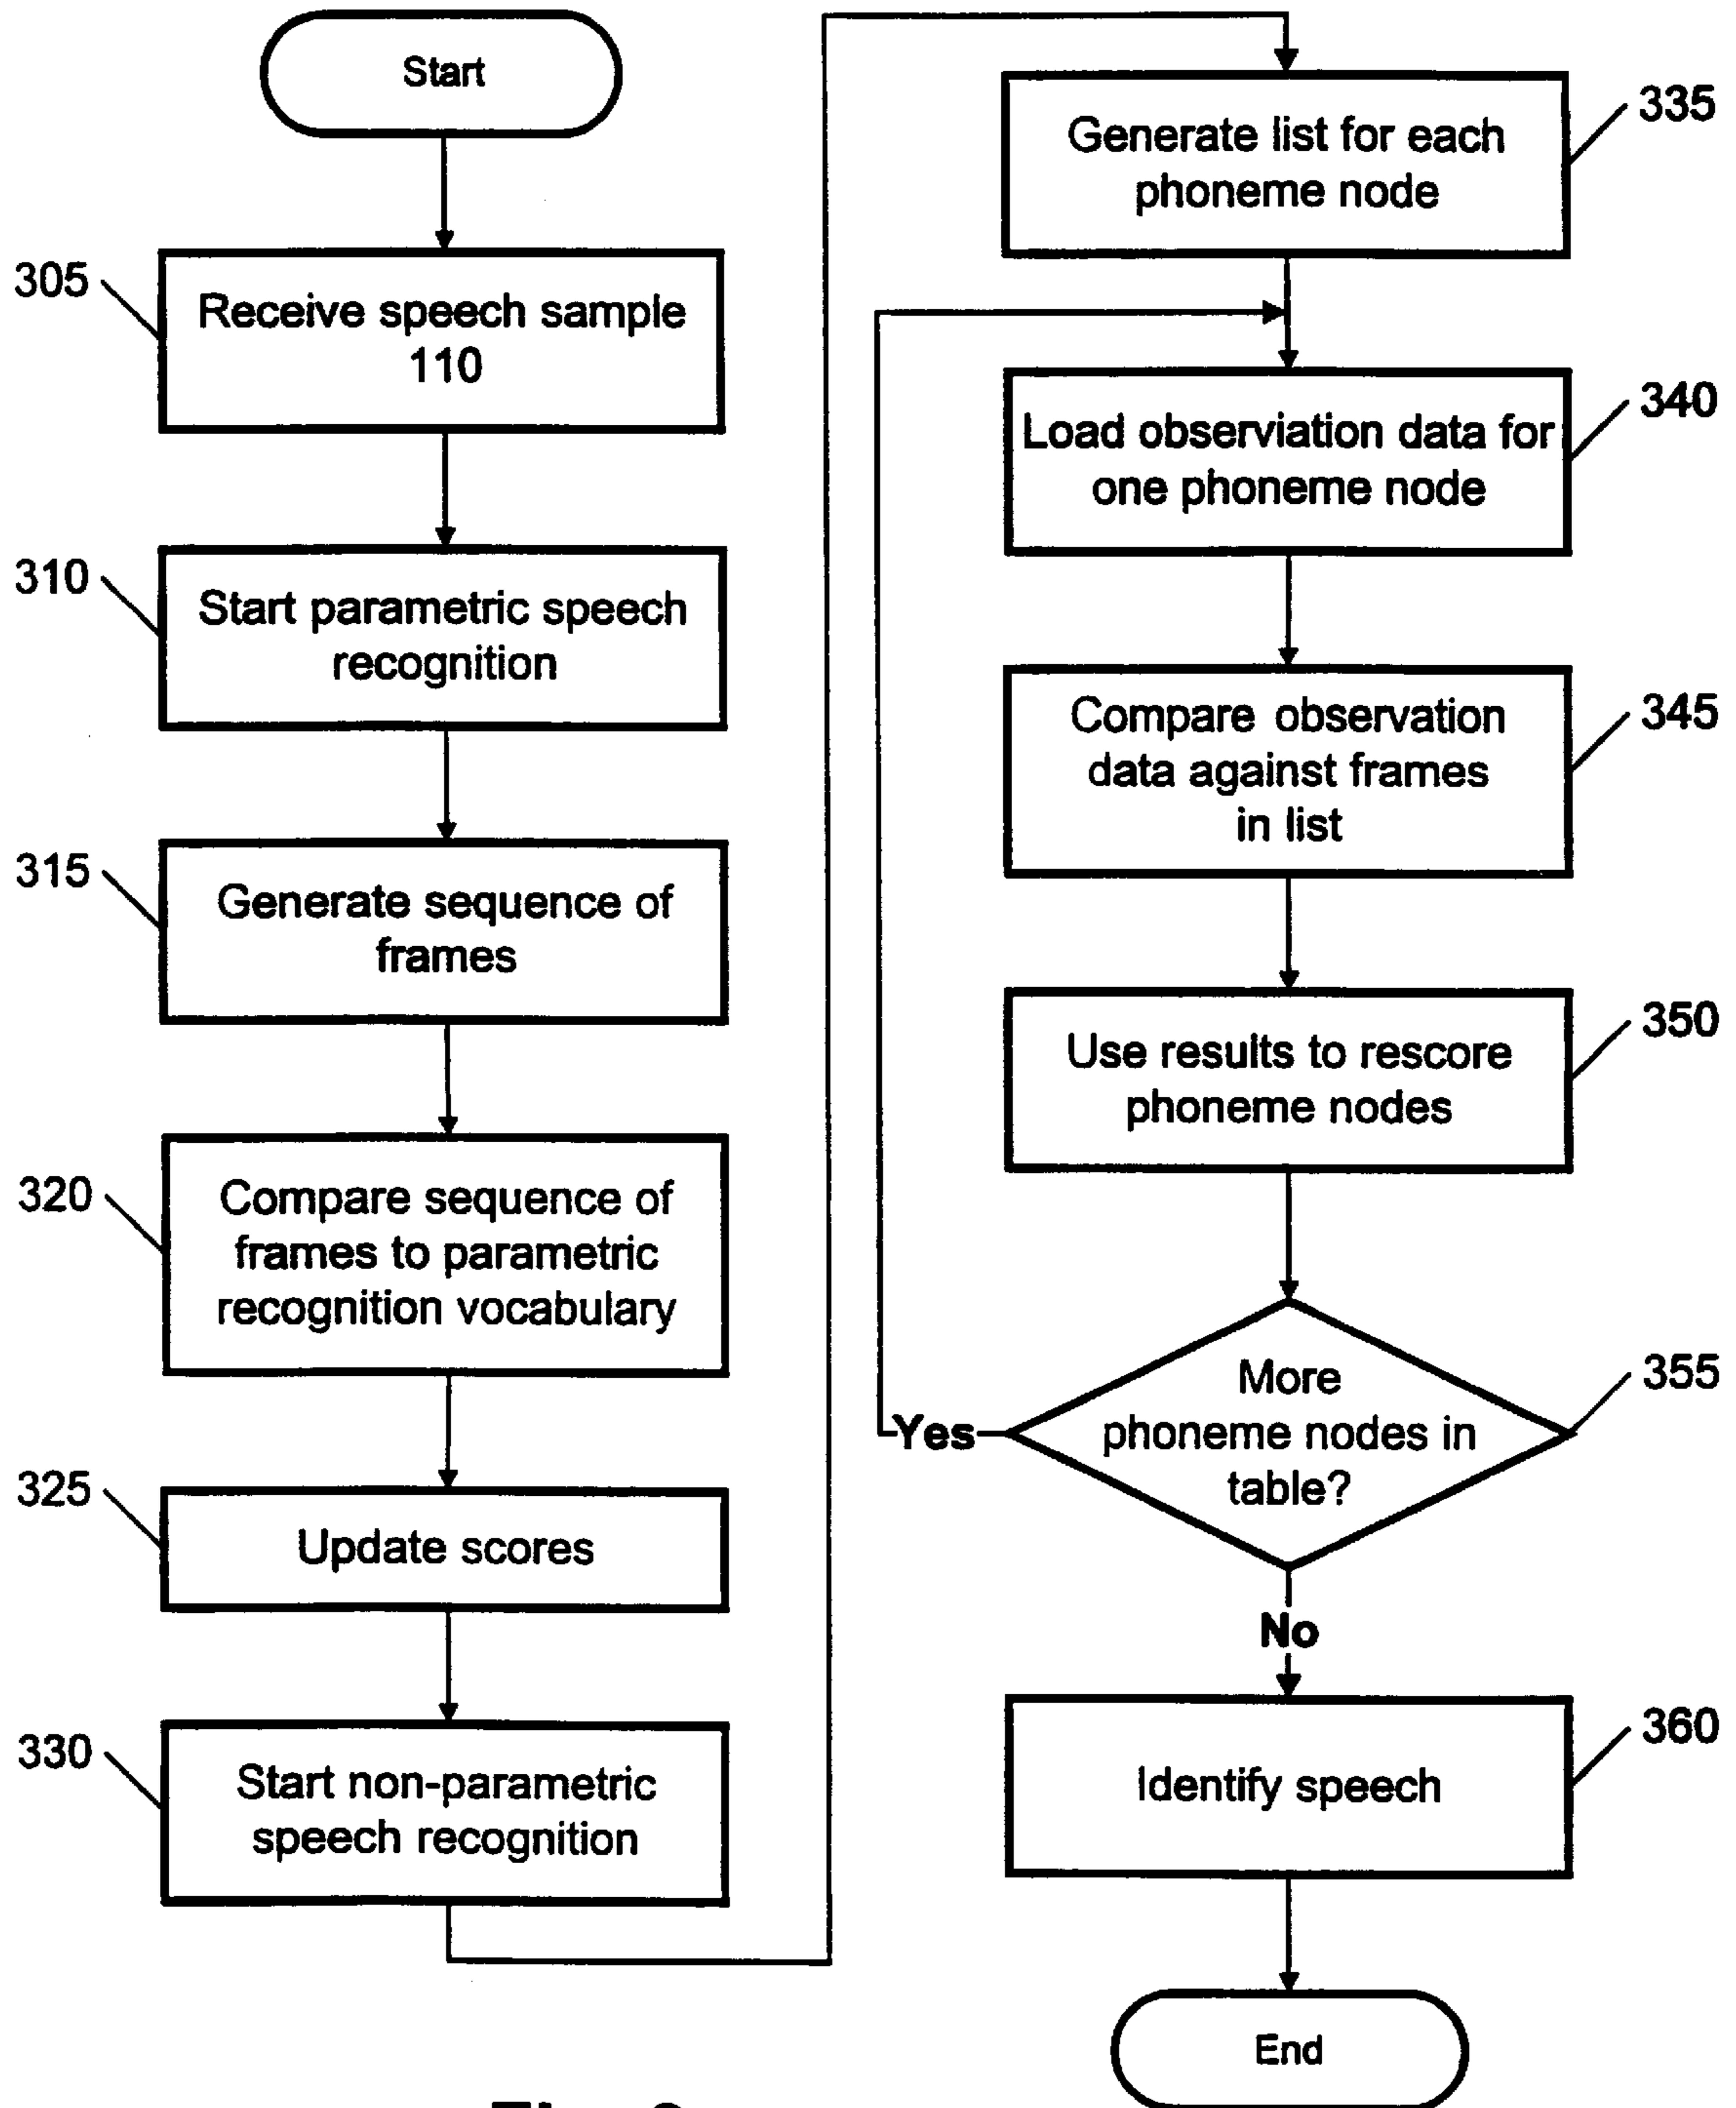 Start
305
Receive speech sample
110
310
Start parametric speech
recognition
315
Generate sequence of
frames
320
Compare sequence of
frames to parametric
recognition vocabulary
325
Update scores
330
Start non-parametric
speech recognition
335
Generate list for each
phoneme node
340
Load observiation data for
one phoneme node
345
Compare observation
data against frames
in list
350
Use results to rescore
phoneme nodes
355
More
phoneme nodes in
table?
Yes
No
360
Identify speech
End